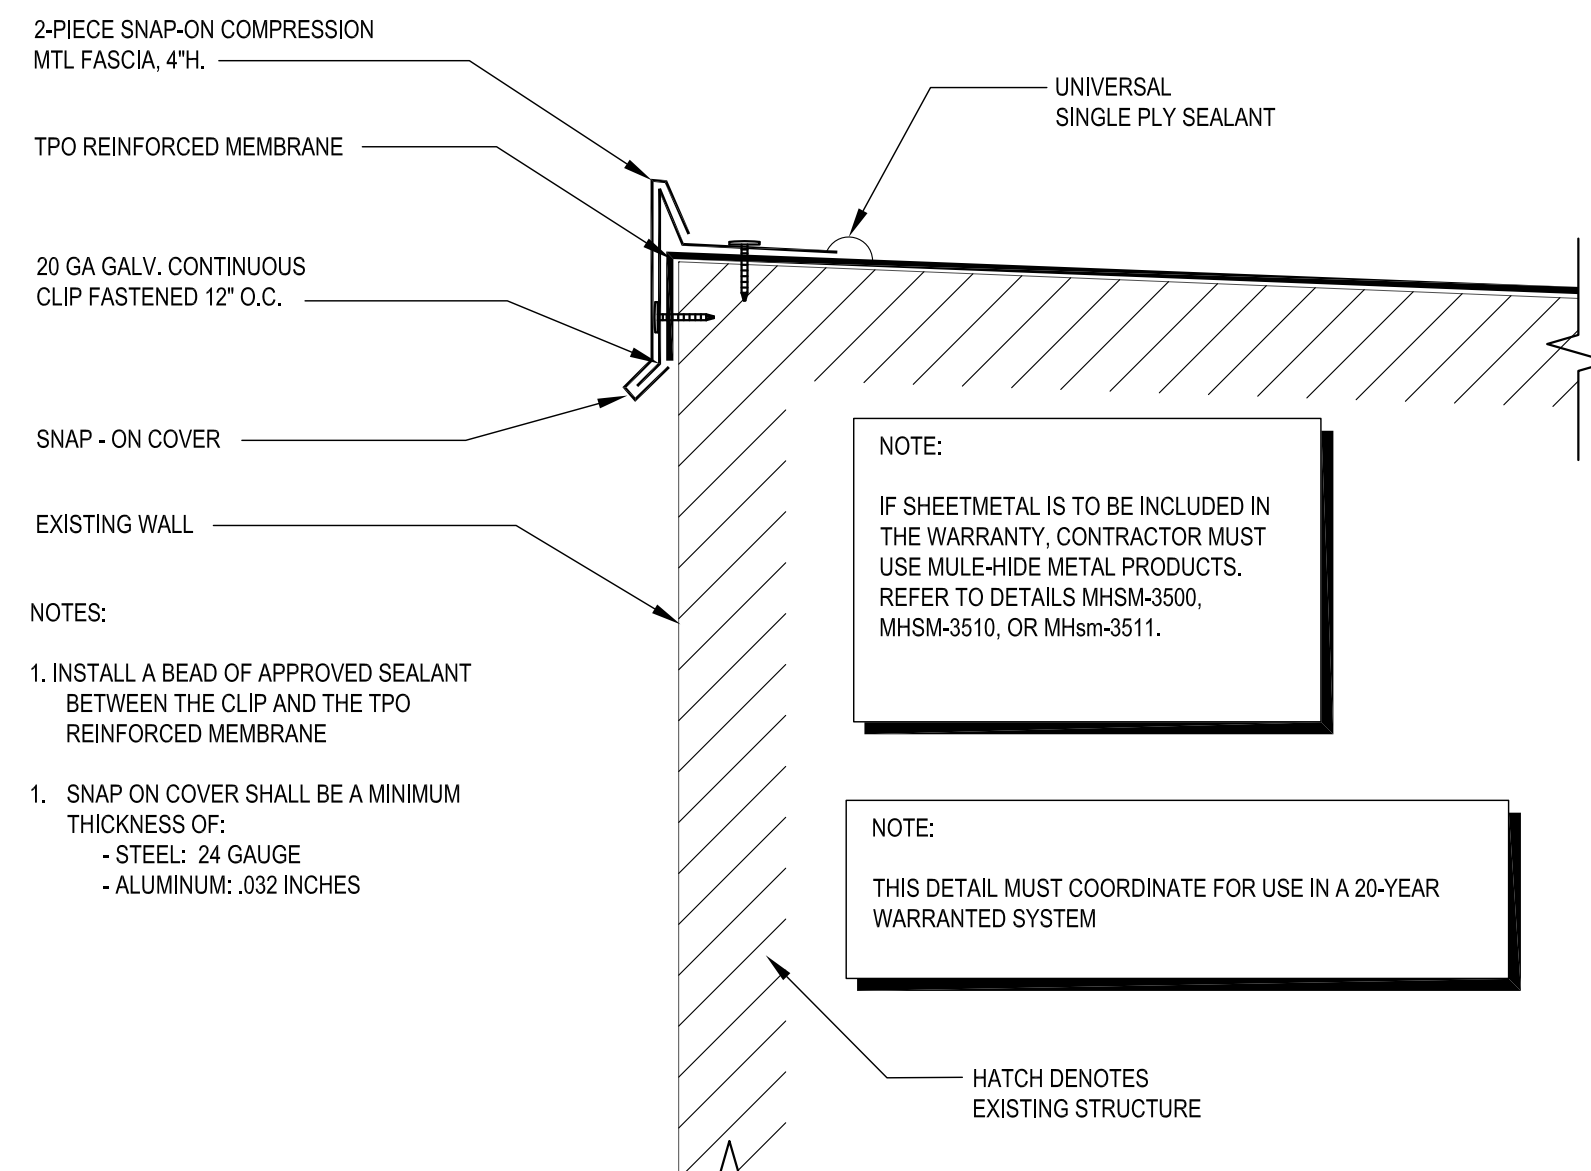 2-PIECE SNAP-ON COMPRESSION
MTL FASCIA, 4"H.
UNIVERSAL
SINGLE PLY SEALANT
TPO REINFORCED MEMBRANE
20 GA GALV. CONTINUOUS
CLIP FASTENED 12" O.C.
SNAP - ON COVER
EXISTING WALL
NOTES:
1. INSTALL A BEAD OF APPROVED SEALANT
BETWEEN THE CLIP AND THE TPO
REINFORCED MEMBRANE
1. SNAP ON COVER SHALL BE A MINIMUM
THICKNESS OF:
- STEEL: 24 GAUGE
- ALUMINUM: .032 INCHES
NOTE:
IF SHEETMETAL IS TO BE INCLUDED IN
THE WARRANTY, CONTRACTOR MUST
USE MULE-HIDE METAL PRODUCTS.
REFER TO DETAILS MHSM-3500,
MHSM-3510, OR MHsm-3511.
NOTE:
THIS DETAIL MUST COORDINATE FOR USE IN A 20-YEAR
WARRANTED SYSTEM
HATCH DENOTES
EXISTING STRUCTURE